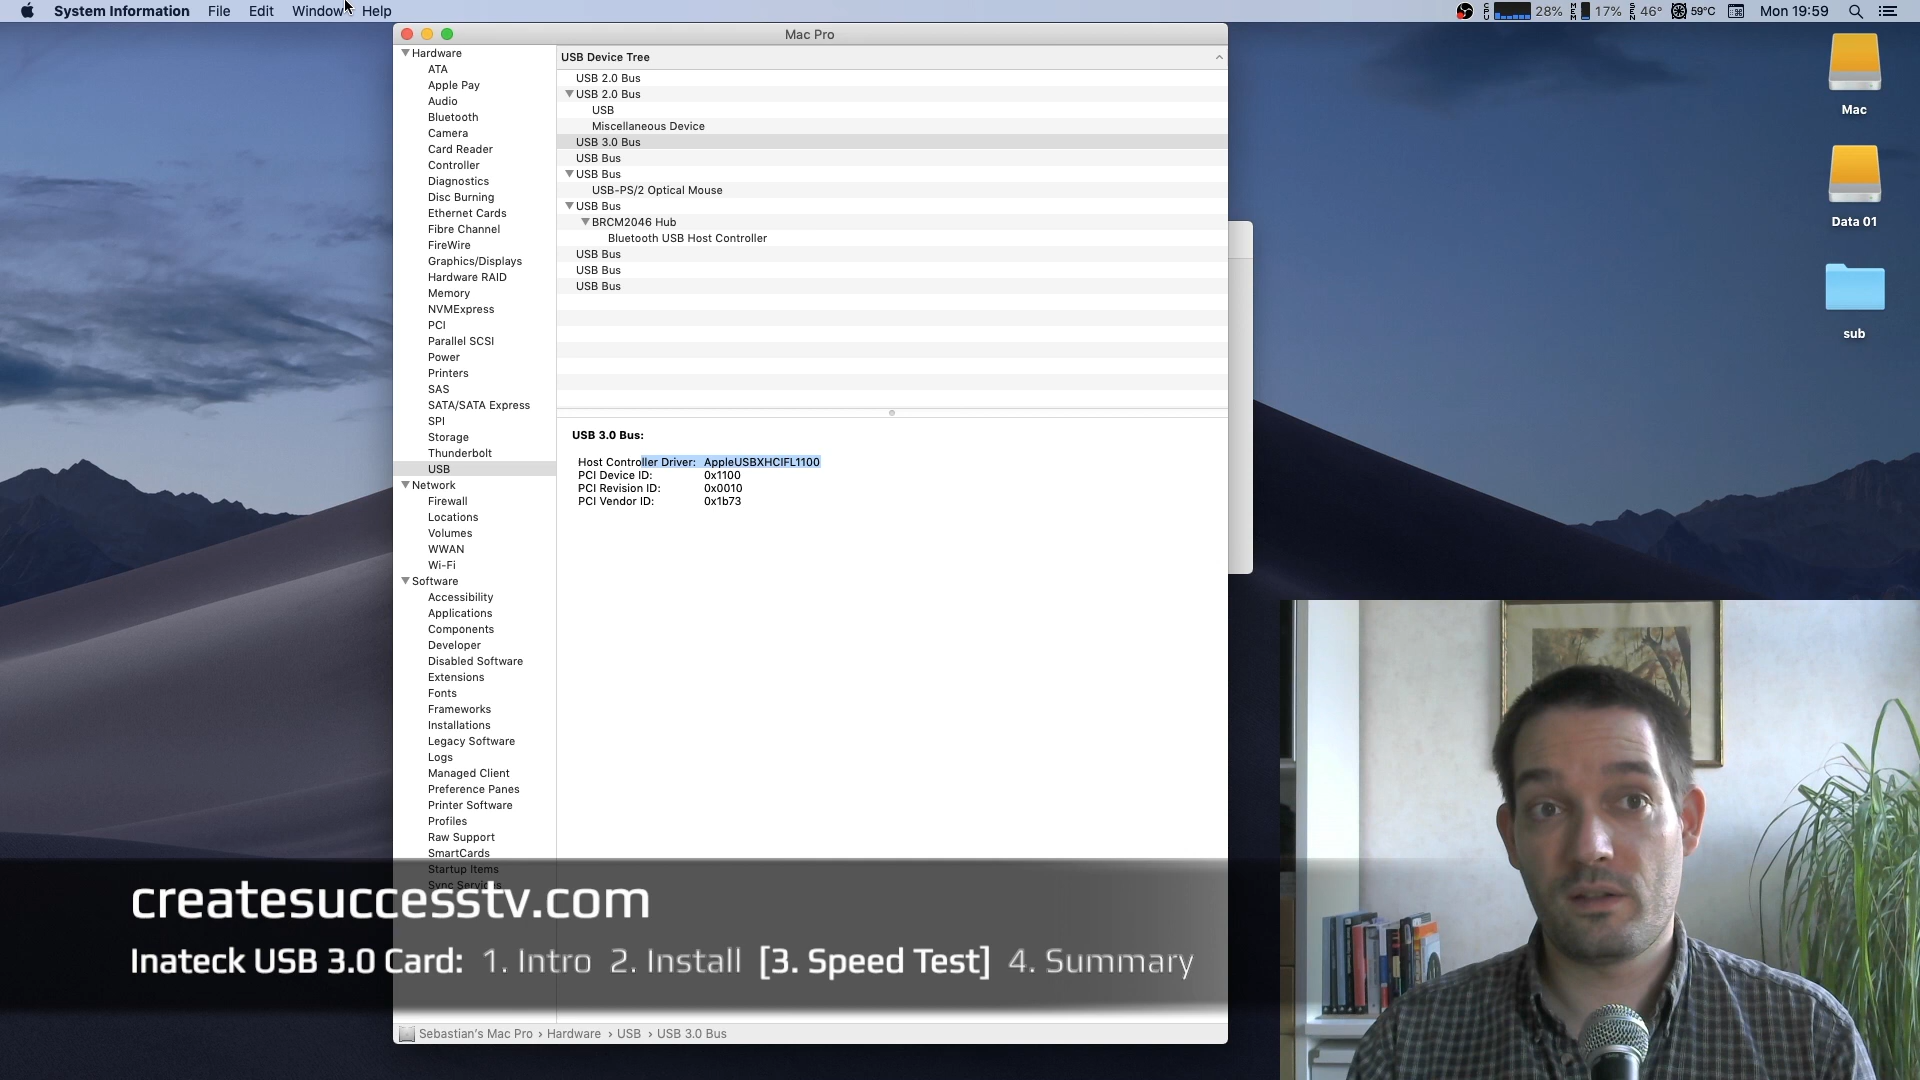 System Information File Edit Window Help
CPU 28% MEM 17% SEN 46° 59°C Mon 19:59
Mac Pro
Hardware
ATA
Apple Pay
Audio
Bluetooth
Camera
Card Reader
Controller
Diagnostics
Disc Burning
Ethernet Cards
Fibre Channel
FireWire
Graphics/Displays
Hardware RAID
Memory
NVMExpress
PCI
Parallel SCSI
Power
Printers
SAS
SATA/SATA Express
SPI
Storage
Thunderbolt
USB
Network
Firewall
Locations
Volumes
WWAN
Wi-Fi
Software
Accessibility
Applications
Components
Developer
Disabled Software
Extensions
Fonts
Frameworks
Installations
Legacy Software
Logs
Managed Client
Preference Panes
Printer Software
Profiles
Raw Support
SmartCards
Startup Items
Sync Services
USB Device Tree
USB 2.0 Bus
USB 2.0 Bus
USB
Miscellaneous Device
USB 3.0 Bus
USB Bus
USB Bus
USB-PS/2 Optical Mouse
USB Bus
BRCM2046 Hub
Bluetooth USB Host Controller
USB Bus
USB Bus
USB Bus
USB 3.0 Bus:
Host Controller Driver: AppleUSBXHCIFL1100
PCI Device ID: 0x1100
PCI Revision ID: 0x0010
PCI Vendor ID: 0x1b73
Mac
Data 01
sub
createsuccesstv.com
Inateck USB 3.0 Card: 1. Intro 2. Install [3. Speed Test] 4. Summary
Sebastian's Mac Pro › Hardware › USB › USB 3.0 Bus